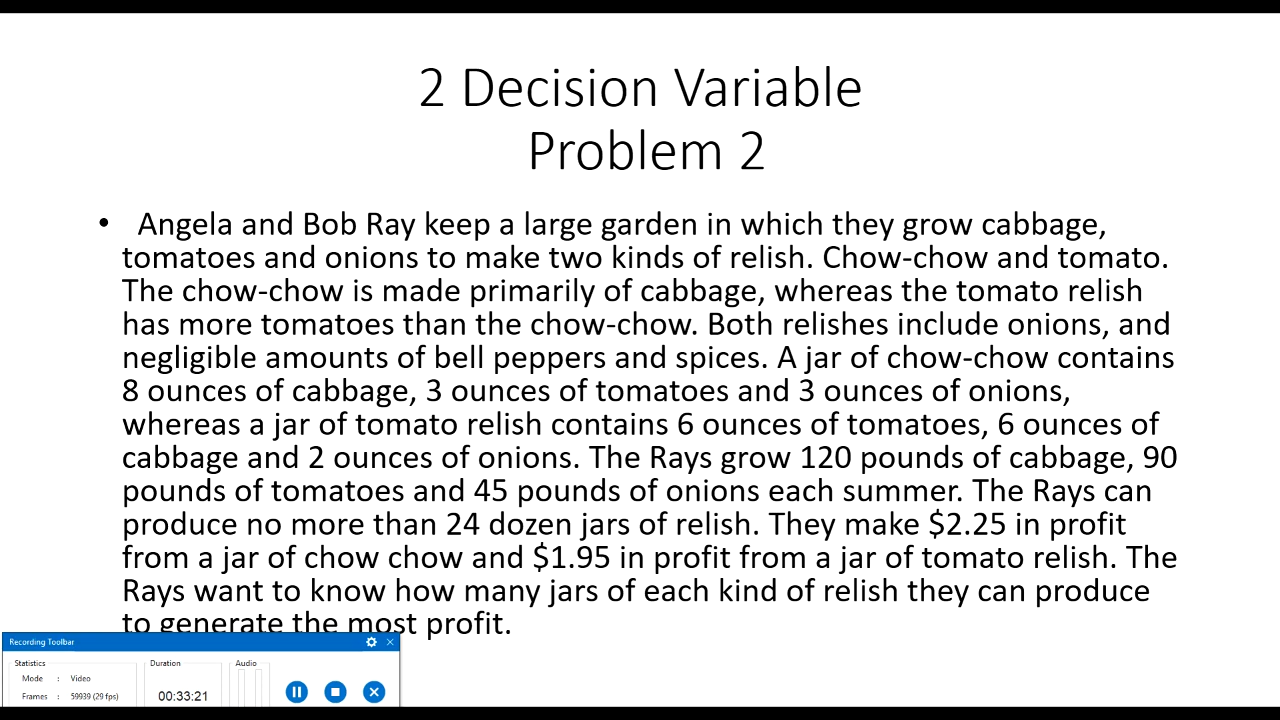 2 Decision Variable
Problem 2
• Angela and Bob Ray keep a large garden in which they grow cabbage,
tomatoes and onions to make two kinds of relish. Chow-chow and tomato.
The chow-chow is made primarily of cabbage, whereas the tomato relish
has more tomatoes than the chow-chow. Both relishes include onions, and
negligible amounts of bell peppers and spices. A jar of chow-chow contains
8 ounces of cabbage, 3 ounces of tomatoes and 3 ounces of onions,
whereas a jar of tomato relish contains 6 ounces of tomatoes, 6 ounces of
cabbage and 2 ounces of onions. The Rays grow 120 pounds of cabbage, 90
pounds of tomatoes and 45 pounds of onions each summer. The Rays can
produce no more than 24 dozen jars of relish. They make $2.25 in profit
from a jar of chow chow and $1.95 in profit from a jar of tomato relish. The
Rays want to know how many jars of each kind of relish they can produce
to generate the most profit.
Recording Toolbar
Statistics Duration Audio
Mode : Video
Frames : 59939 (29 fps) 00:33:21